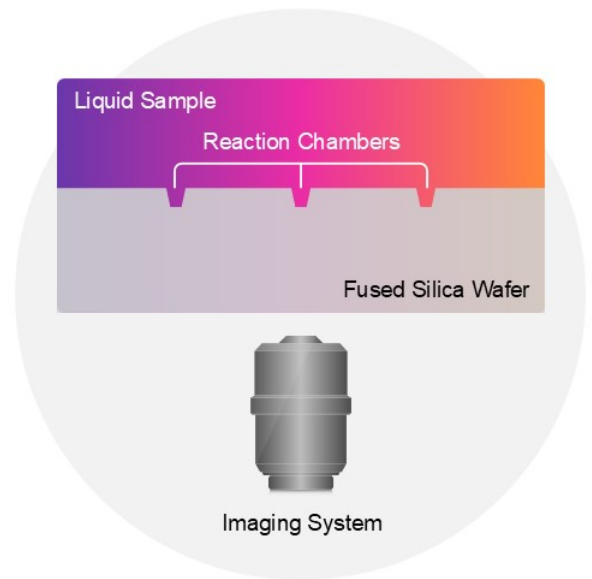 Liquid Sample
Reaction Chambers
Fused Silica Wafer
Imaging System